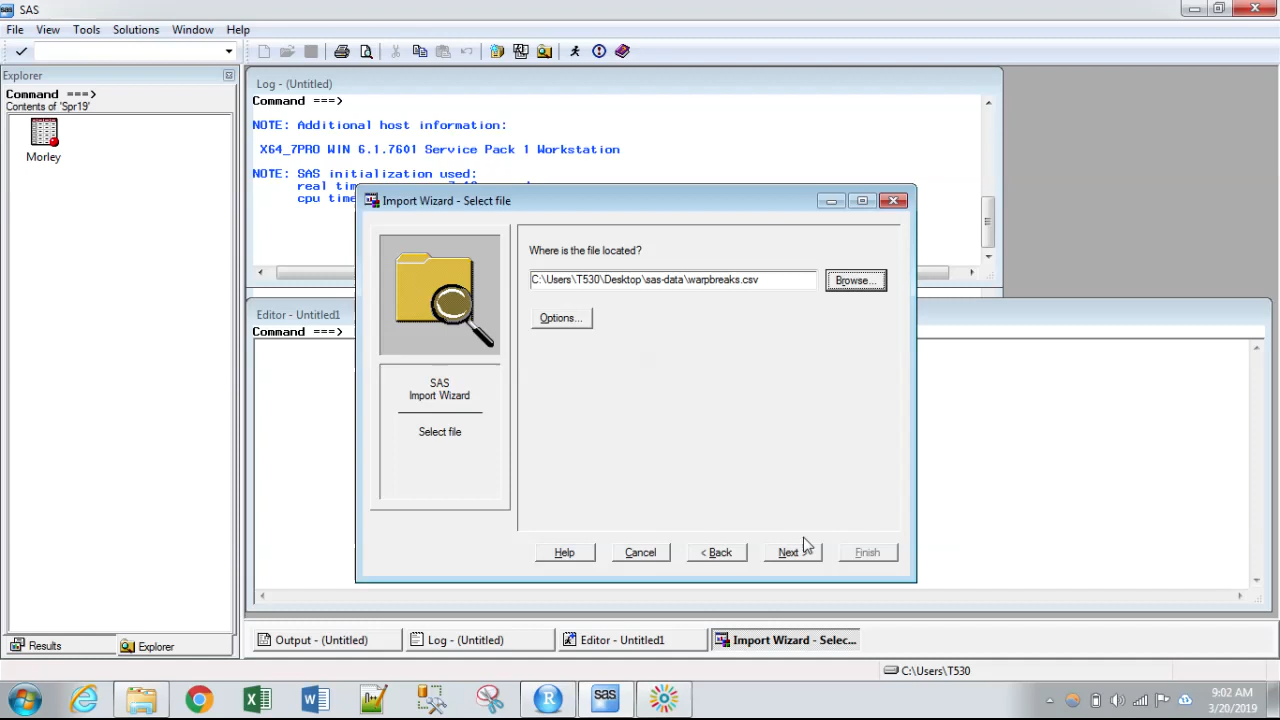 SAS
File View Tools Solutions Window Help
Explorer
Command ===>
Contents of 'Spr19'
Morley
Log - (Untitled)
Command ===>
NOTE: Additional host information:
X64_7PRO WIN 6.1.7601 Service Pack 1 Workstation
NOTE: SAS initialization used:
real
cpu time
Import Wizard - Select file
Where is the file located?
C:\Users\T530\Desktop\sas-data\warpbreaks.csv
Browse...
Options...
SAS
Import Wizard
Select file
Help
Cancel
< Back
Next
Finish
Editor - Untitled1
Command ===>
Results
Explorer
Output - (Untitled)
Log - (Untitled)
Editor - Untitled1
Import Wizard - Selec...
C:\Users\T530
sas
9:02 AM
3/20/2019